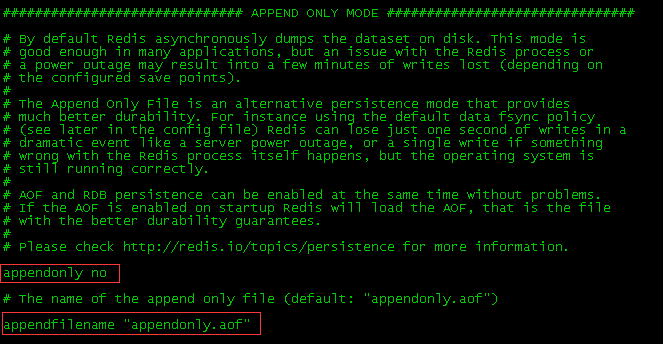 ############################## APPEND ONLY MODE ###############################
# By default Redis asynchronously dumps the dataset on disk. This mode is
# good enough in many applications, but an issue with the Redis process or
# a power outage may result into a few minutes of writes lost (depending on
# the configured save points).
#
# The Append Only File is an alternative persistence mode that provides
# much better durability. For instance using the default data fsync policy
# (see later in the config file) Redis can lose just one second of writes in a
# dramatic event like a server power outage, or a single write if something
# wrong with the Redis process itself happens, but the operating system is
# still running correctly.
#
# AOF and RDB persistence can be enabled at the same time without problems.
# If the AOF is enabled on startup Redis will load the AOF, that is the file
# with the better durability guarantees.
#
# Please check http://redis.io/topics/persistence for more information.
appendonly no
# The name of the append only file (default: "appendonly.aof")
appendfilename "appendonly.aof"